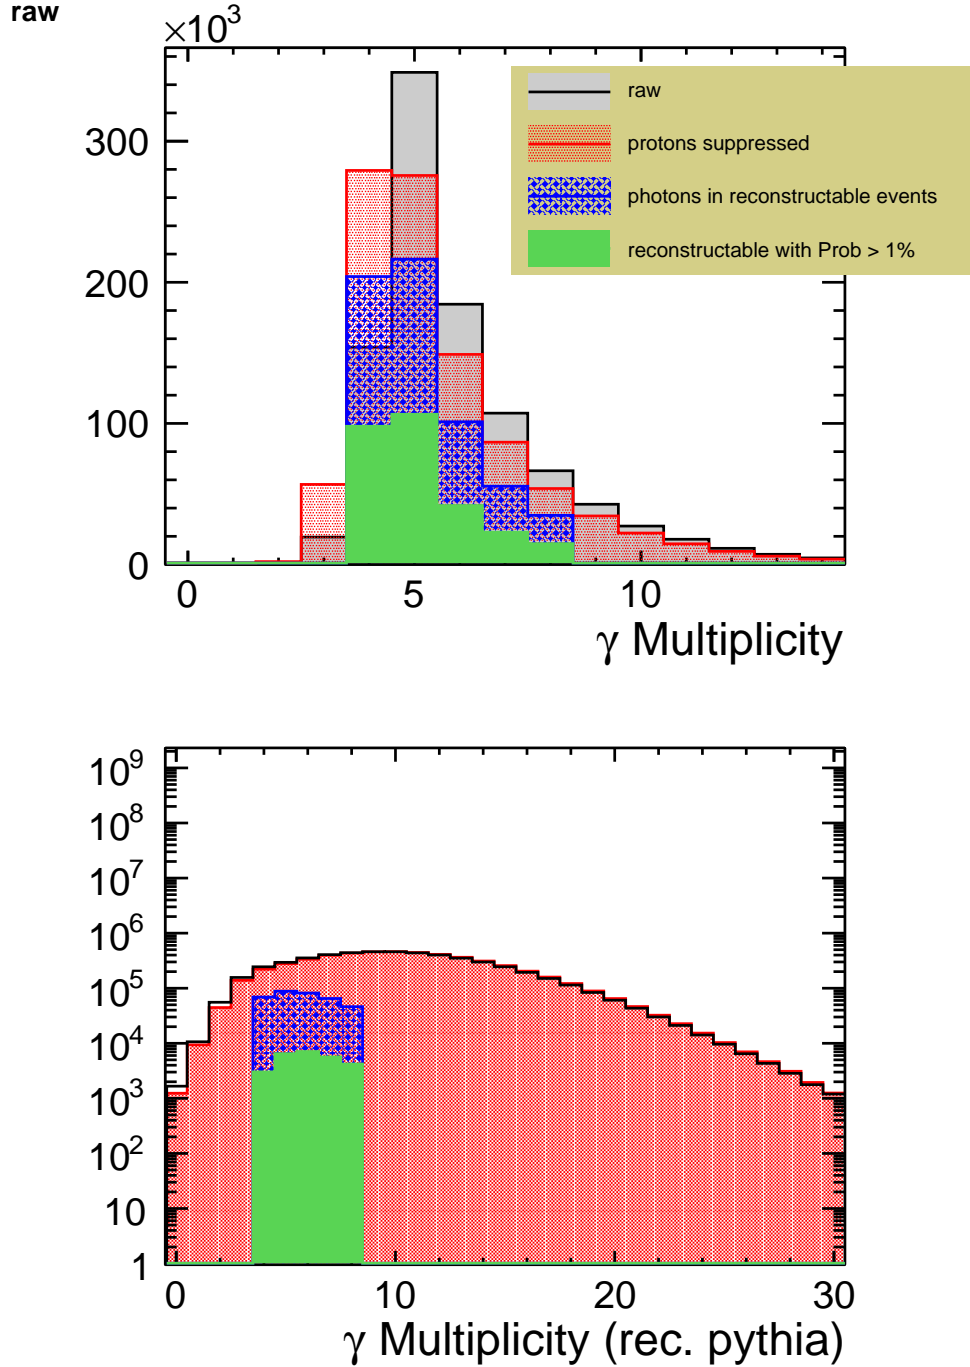 raw
×10³
300
200
100
0
0 5 10
γ Multiplicity
raw
protons suppressed
photons in reconstructable events
reconstructable with Prob > 1%
10⁹
10⁸
10⁷
10⁶
10⁵
10⁴
10³
10²
10
1
0 10 20 30
γ Multiplicity (rec. pythia)